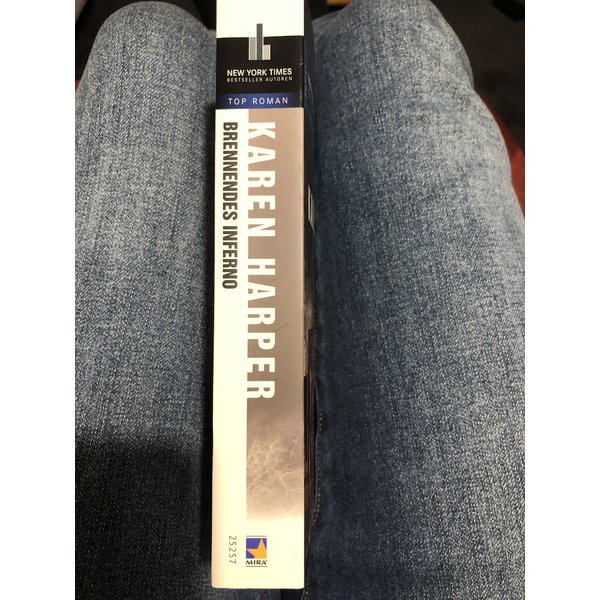 NEW YORK TIMES
BESTSELLER AUTOREN
TOP ROMAN
KAREN HARPER
BRENNENDES INFERNO
25257
MIRA